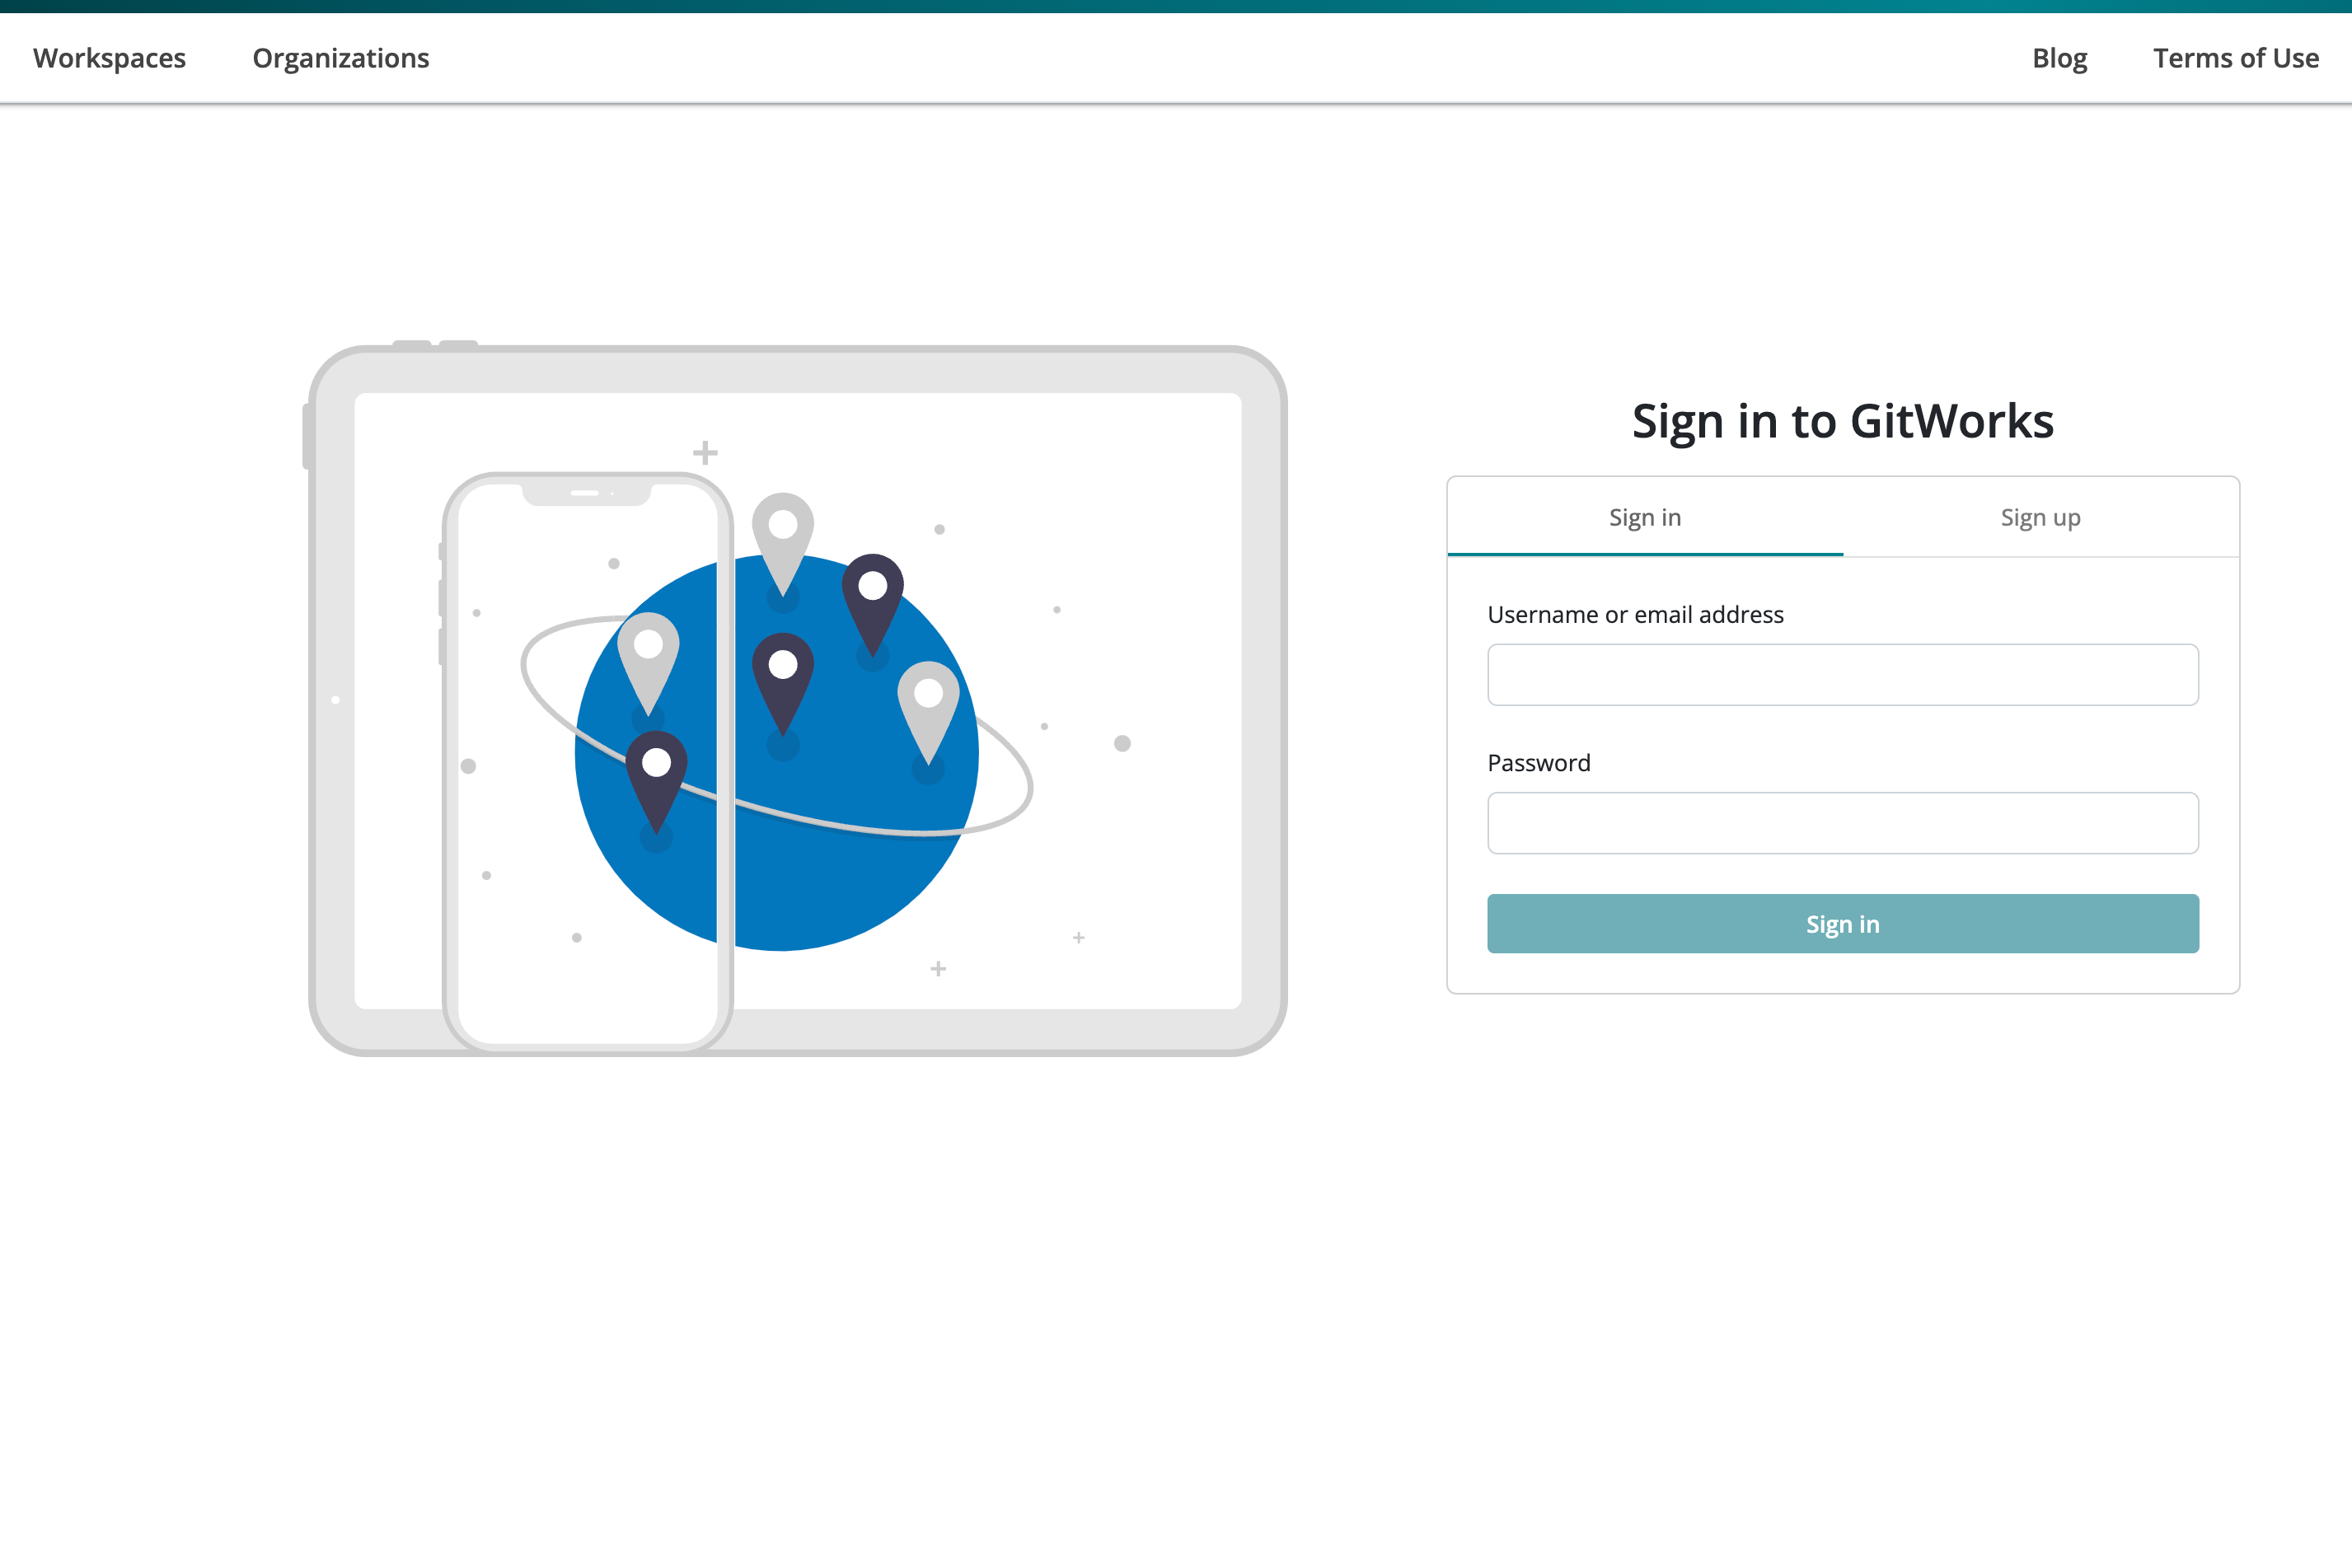 Workspaces Organizations Blog Terms of Use
Sign in to GitWorks
Sign in Sign up
Username or email address
Password
Sign in